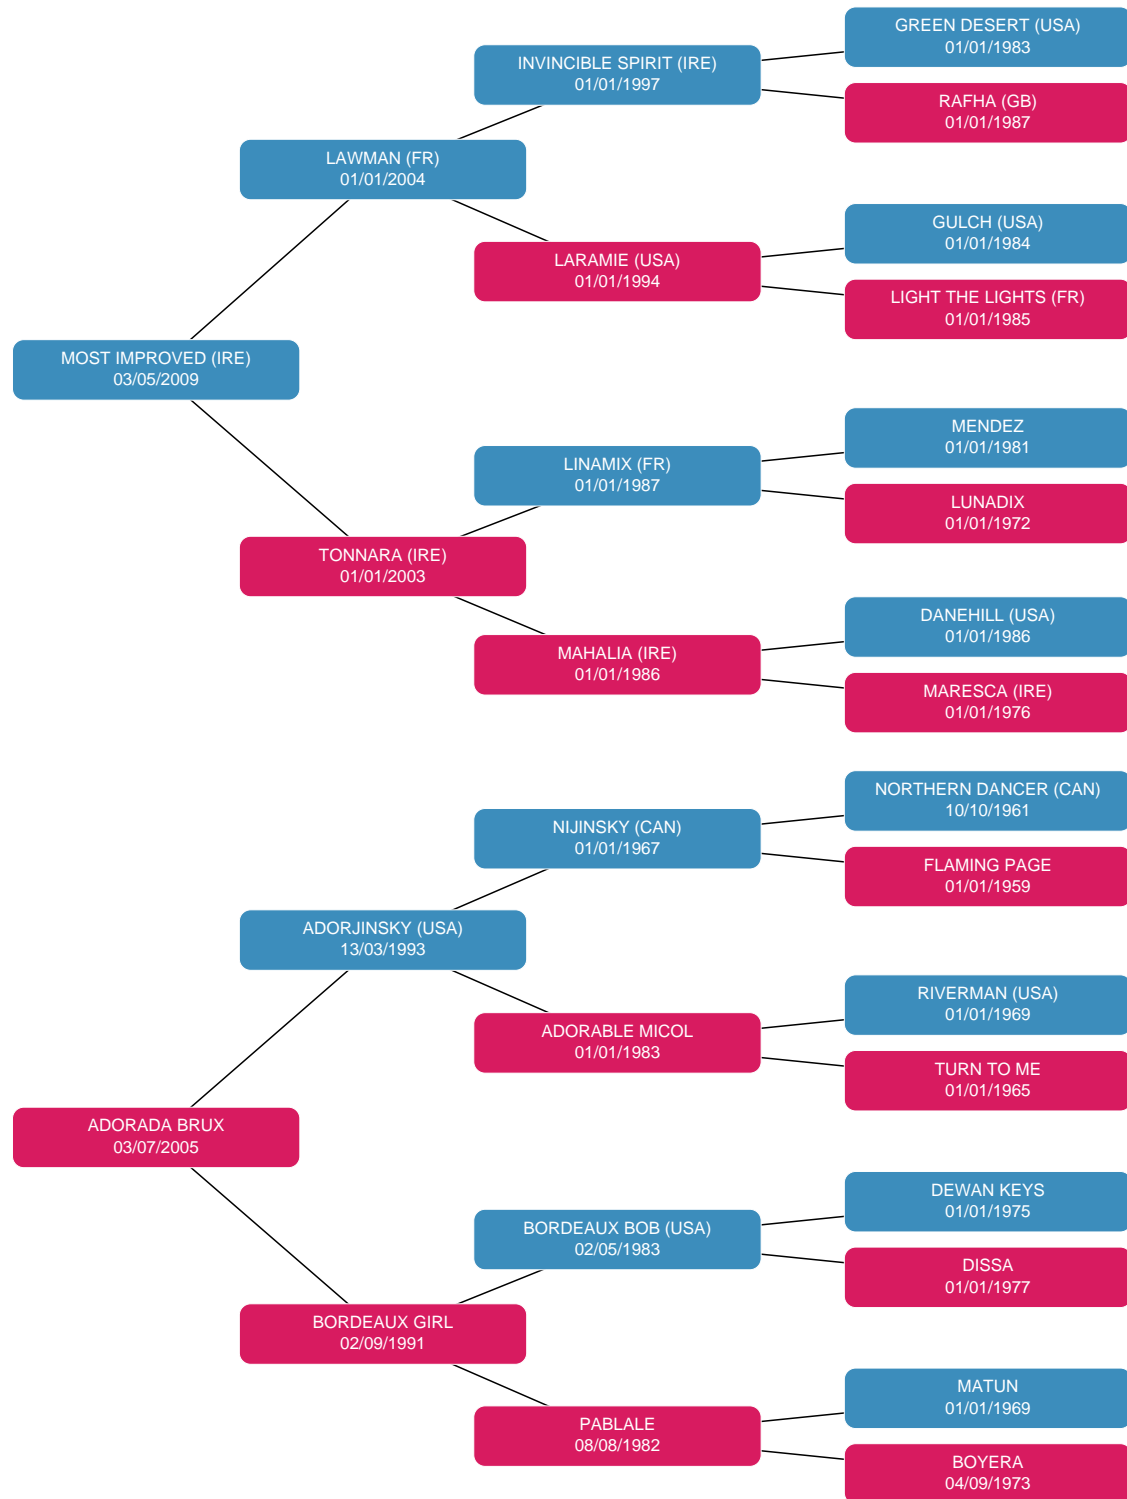 GREEN DESERT (USA)
01/01/1983
INVINCIBLE SPIRIT (IRE)
01/01/1997
RAFHA (GB)
01/01/1987
LAWMAN (FR)
01/01/2004
GULCH (USA)
01/01/1984
LARAMIE (USA)
01/01/1994
LIGHT THE LIGHTS (FR)
01/01/1985
MOST IMPROVED (IRE)
03/05/2009
MENDEZ
01/01/1981
LINAMIX (FR)
01/01/1987
LUNADIX
01/01/1972
TONNARA (IRE)
01/01/2003
DANEHILL (USA)
01/01/1986
MAHALIA (IRE)
01/01/1986
MARESCA (IRE)
01/01/1976
NORTHERN DANCER (CAN)
10/10/1961
NIJINSKY (CAN)
01/01/1967
FLAMING PAGE
01/01/1959
ADORJINSKY (USA)
13/03/1993
RIVERMAN (USA)
01/01/1969
ADORABLE MICOL
01/01/1983
TURN TO ME
01/01/1965
ADORADA BRUX
03/07/2005
DEWAN KEYS
01/01/1975
BORDEAUX BOB (USA)
02/05/1983
DISSA
01/01/1977
BORDEAUX GIRL
02/09/1991
MATUN
01/01/1969
PABLALE
08/08/1982
BOYERA
04/09/1973